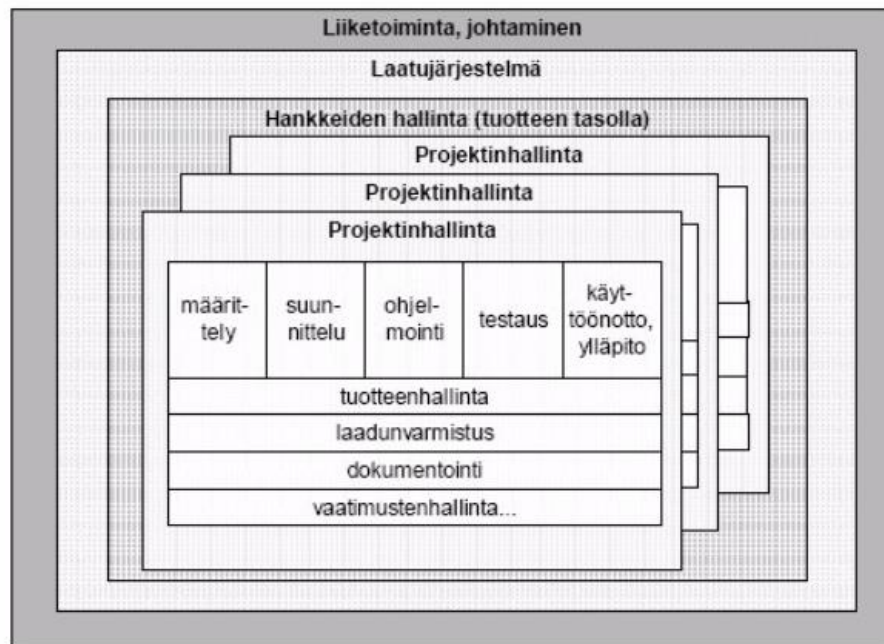 Liiketoiminta, johtaminen
Laatujärjestelmä
Hankkeiden hallinta (tuotteen tasolla)
Projektinhallinta
Projektinhallinta
Projektinhallinta
määrit-
tely
suun-
nittelu
ohjel-
mointi
testaus
käyt-
töönotto,
ylläpito
tuotteenhallinta
laadunvarmistus
dokumentointi
vaatimustenhallinta...